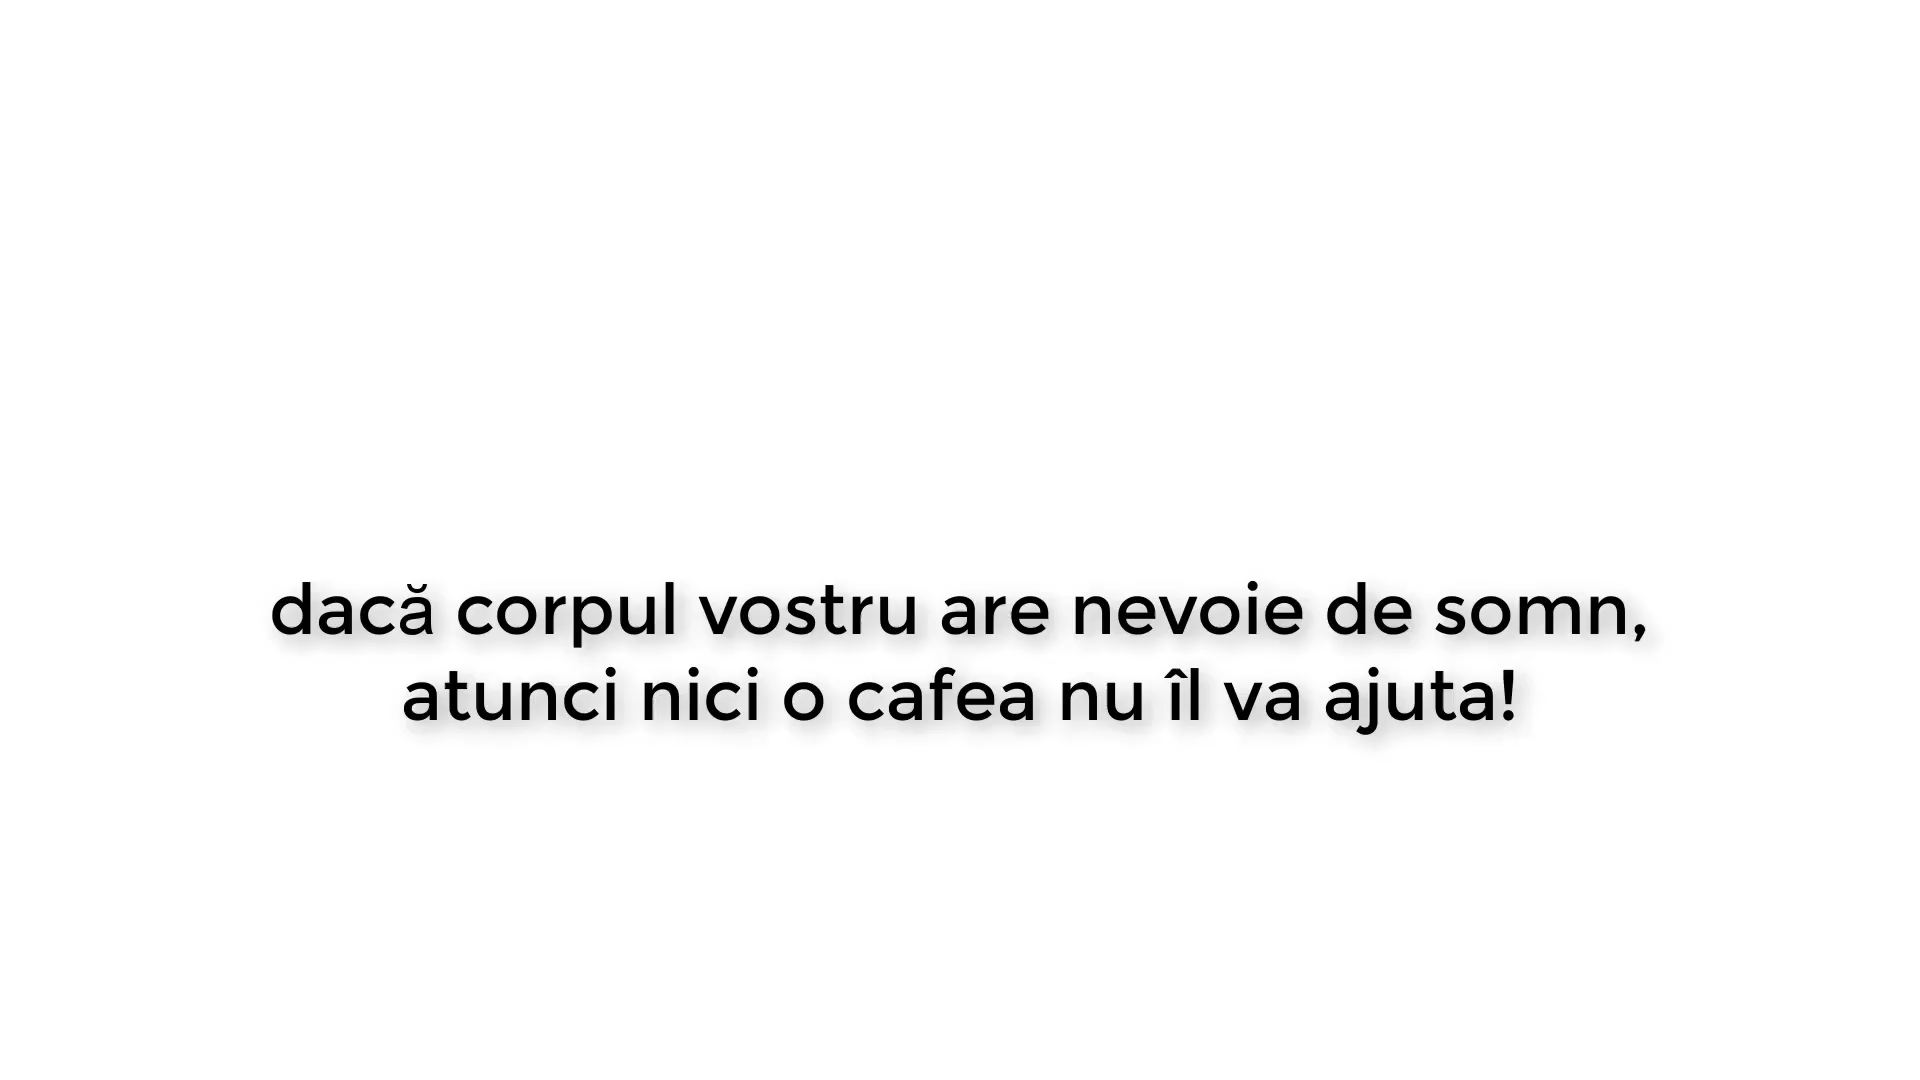 dacă corpul vostru are nevoie de somn,
atunci nici o cafea nu îl va ajuta!